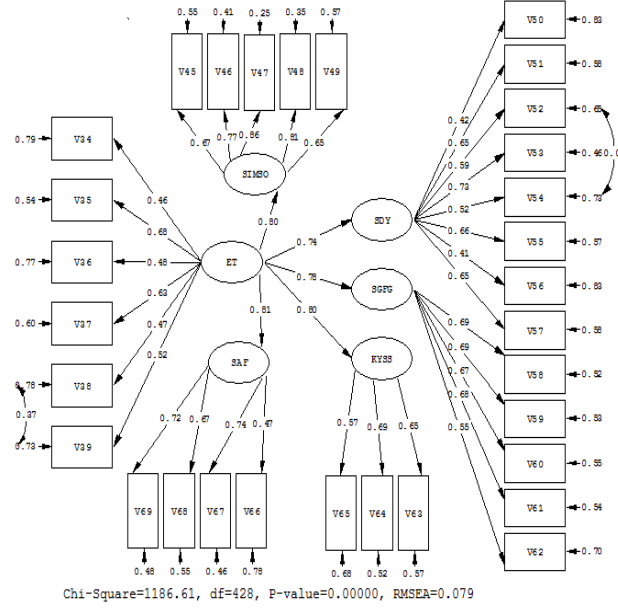 0.55 0.41 0.25 0.35 0.57
V45 V46 V47 V48 V49
0.67 0.77 0.86 0.81 0.65
SIMSO
0.80
0.79 V34
0.54 V35
0.77 V36
0.60 V37
0.78 V38
0.37
0.73 V39
0.46
0.68
0.48
0.63
0.47
0.52
ET
0.74
0.78
0.80
0.81
SDY
SGFG
KYSS
SAF
0.42
0.65
0.59
0.73
0.52
0.66
0.41
0.65
0.69
0.69
0.67
0.68
0.55
V50 0.83
V51 0.58
V52 0.65
V53 0.46
V54 0.73
V55 0.57
V56 0.83
V57 0.58
V58 0.52
V59 0.53
V60 0.55
V61 0.54
V62 0.70
0.72 0.67 0.74 0.47
V69 V68 V67 V66
0.48 0.55 0.46 0.78
0.57 0.69 0.65
V65 V64 V63
0.68 0.52 0.57
Chi-Square=1186.61, df=428, P-value=0.00000, RMSEA=0.079